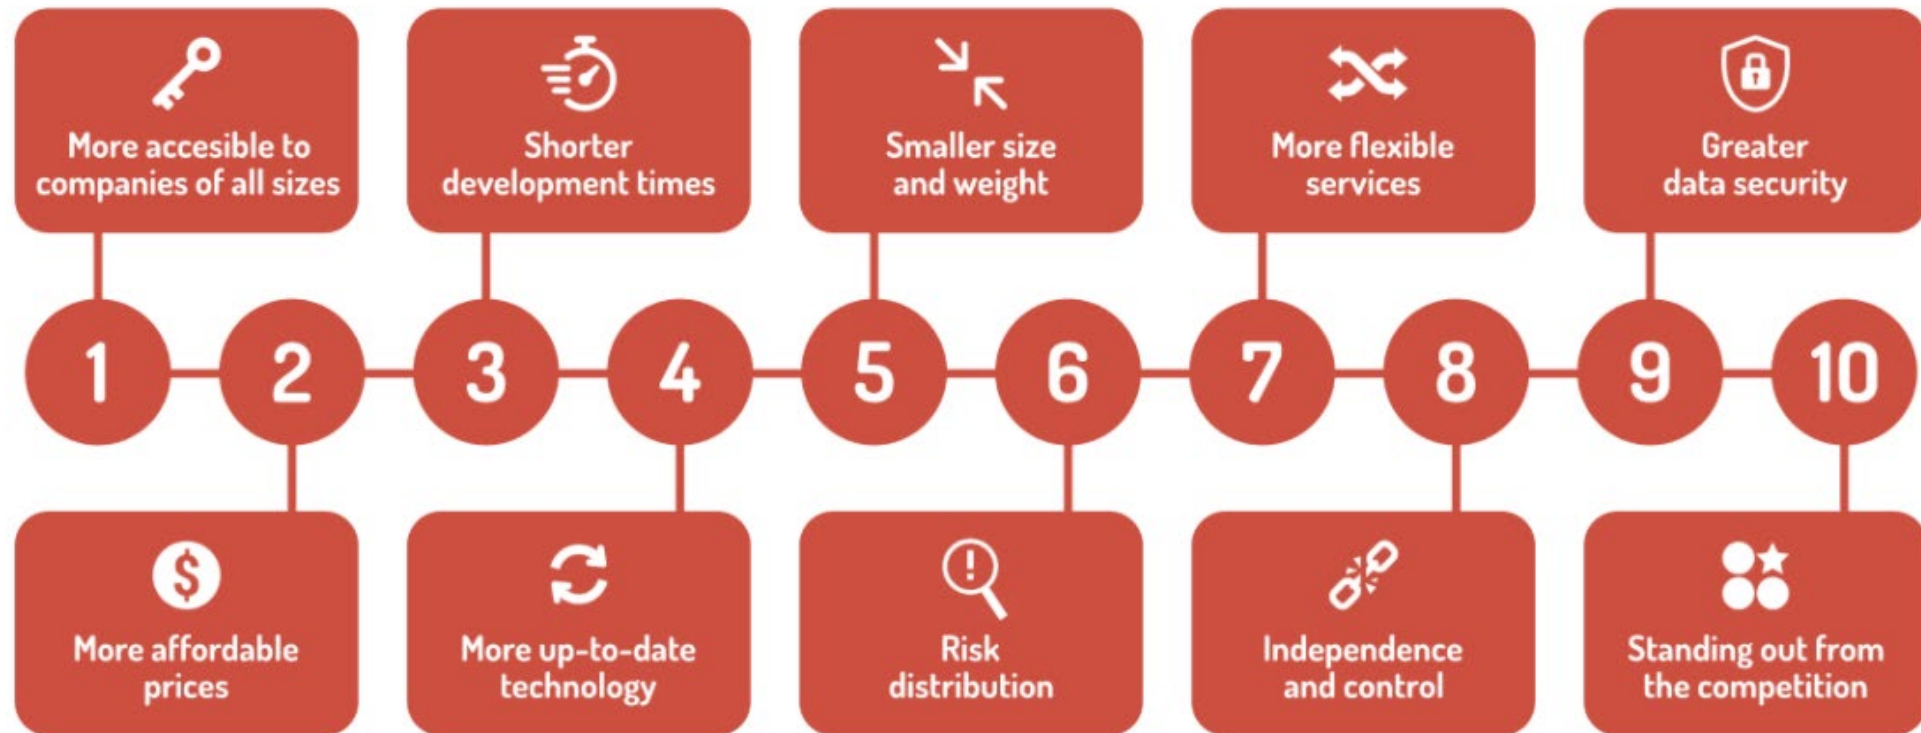 More accesible to
companies of all sizes
Shorter
development times
Smaller size
and weight
More flexible
services
Greater
data security
1
2
3
4
5
6
7
8
9
10
$
More affordable
prices
More up-to-date
technology
!
Risk
distribution
Independence
and control
Standing out from
the competition